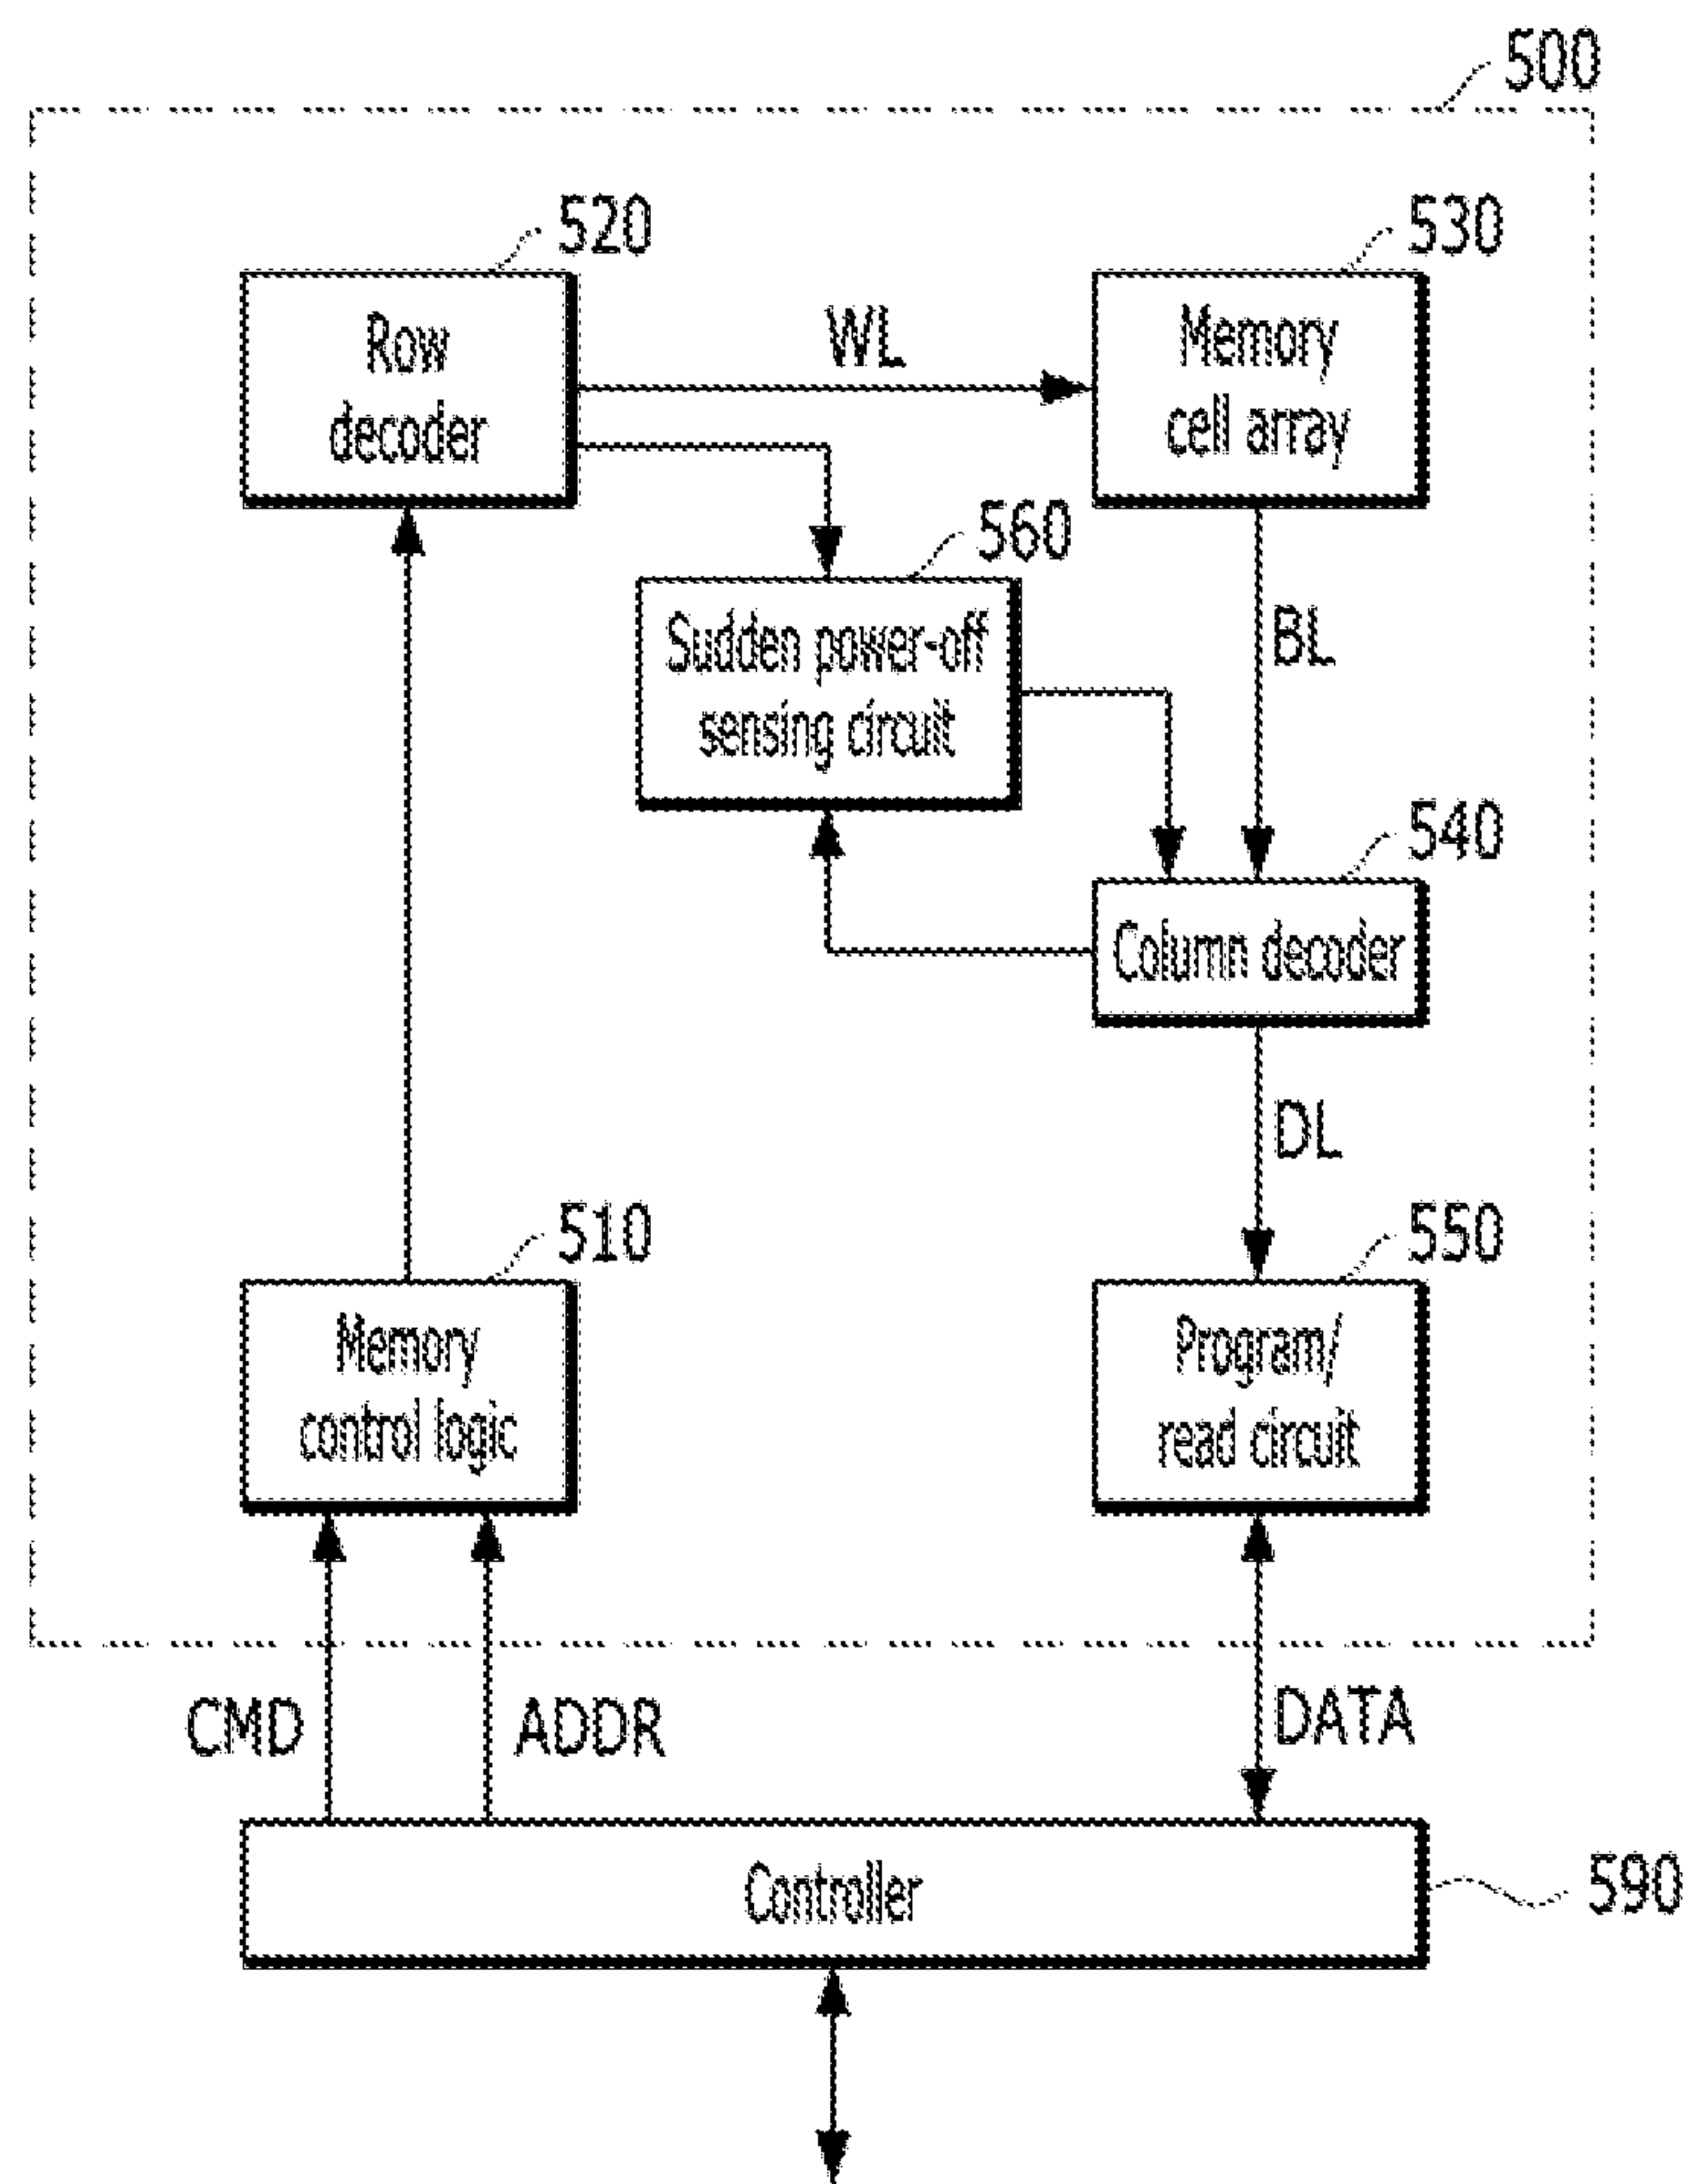 500
520
530
Row
decoder
WL
Memory
cell array
560
Sudden power-off
sensing circuit
BL
540
Column decoder
DL
510
550
Memory
control logic
Program/
read circuit
CMD
ADDR
DATA
Controller
590